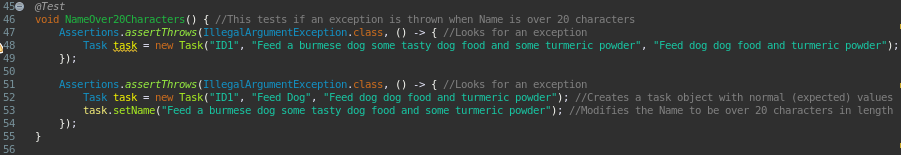 45 @Test
46 void NameOver20Characters() { //This tests if an exception is thrown when Name is over 20 characters
47 Assertions.assertThrows(IllegalArgumentException.class, () -> { //Looks for an exception
48 Task task = new Task("ID1", "Feed a burmese dog some tasty dog food and some turmeric powder", "Feed dog dog food and turmeric powder");
49 });
50
51 Assertions.assertThrows(IllegalArgumentException.class, () -> { //Looks for an exception
52 Task task = new Task("ID1", "Feed Dog", "Feed dog dog food and turmeric powder"); //Creates a task object with normal (expected) values
53 task.setName("Feed a burmese dog some tasty dog food and some turmeric powder"); //Modifies the Name to be over 20 characters in length
54 });
55 }
56